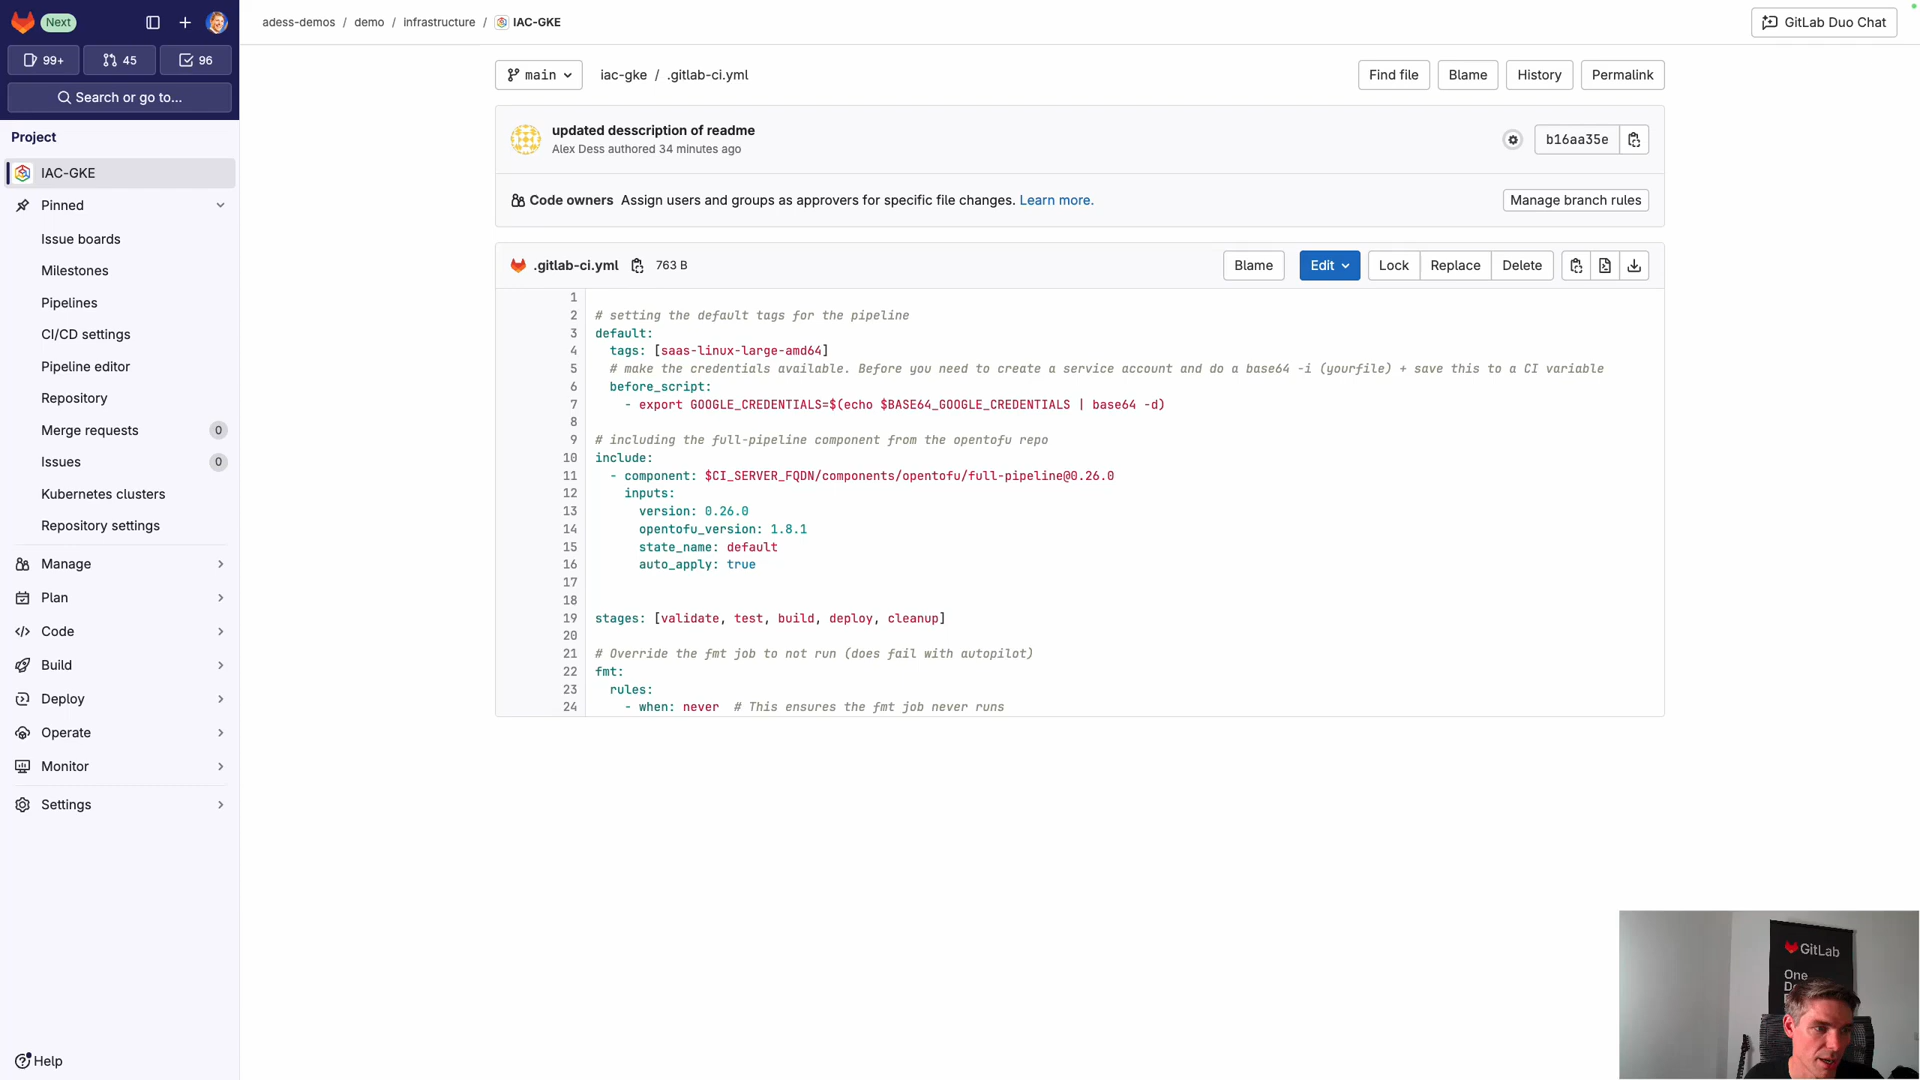 Next
99+
45
96
Search or go to...
Project
IAC-GKE
Pinned
Issue boards
Milestones
Pipelines
CI/CD settings
Pipeline editor
Repository
Merge requests 0
Issues 0
Kubernetes clusters
Repository settings
Manage
Plan
Code
Build
Deploy
Operate
Monitor
Settings
Help
adess-demos / demo / infrastructure / IAC-GKE
GitLab Duo Chat
main
iac-gke / .gitlab-ci.yml
Find file
Blame
History
Permalink
updated desscription of readme
Alex Dess authored 34 minutes ago
b16aa35e
Code owners Assign users and groups as approvers for specific file changes. Learn more.
Manage branch rules
.gitlab-ci.yml 763 B
Blame
Edit
Lock
Replace
Delete
1
2 # setting the default tags for the pipeline
3 default:
4 tags: [saas-linux-large-amd64]
5 # make the credentials available. Before you need to create a service account and do a base64 -i (yourfile) + save this to a CI variable
6 before_script:
7 - export GOOGLE_CREDENTIALS=$(echo $BASE64_GOOGLE_CREDENTIALS | base64 -d)
8
9 # including the full-pipeline component from the opentofu repo
10 include:
11 - component: $CI_SERVER_FQDN/components/opentofu/full-pipeline@0.26.0
12 inputs:
13 version: 0.26.0
14 opentofu_version: 1.8.1
15 state_name: default
16 auto_apply: true
17
18
19 stages: [validate, test, build, deploy, cleanup]
20
21 # Override the fmt job to not run (does fail with autopilot)
22 fmt:
23 rules:
24 - when: never # This ensures the fmt job never runs
GitLab
One